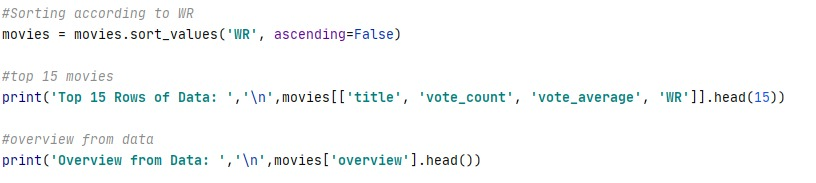 #Sorting according to WR
movies = movies.sort_values('WR', ascending=False)
#top 15 movies
print('Top 15 Rows of Data: ','\n',movies[['title', 'vote_count', 'vote_average', 'WR']].head(15))
#overview from data
print('Overview from Data: ','\n',movies['overview'].head())